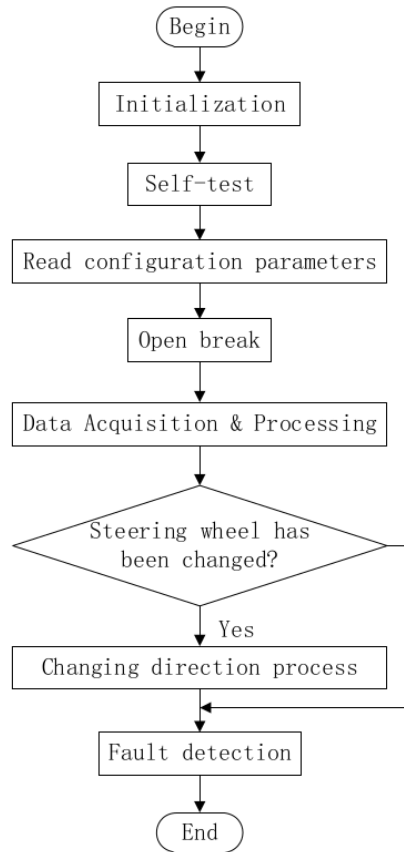 Begin
Initialization
Self-test
Read configuration parameters
Open break
Data Acquisition & Processing
Steering wheel has
been changed?
Yes
Changing direction process
Fault detection
End